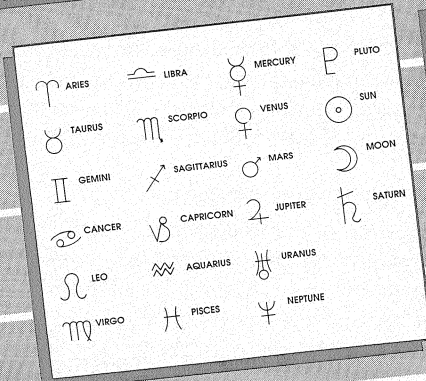 ARIES
TAURUS
GEMINI
CANCER
LEO
VIRGO
LIBRA
SCORPIO
SAGITTARIUS
CAPRICORN
AQUARIUS
PISCES
MERCURY
VENUS
MARS
JUPITER
URANUS
NEPTUNE
PLUTO
SUN
MOON
SATURN